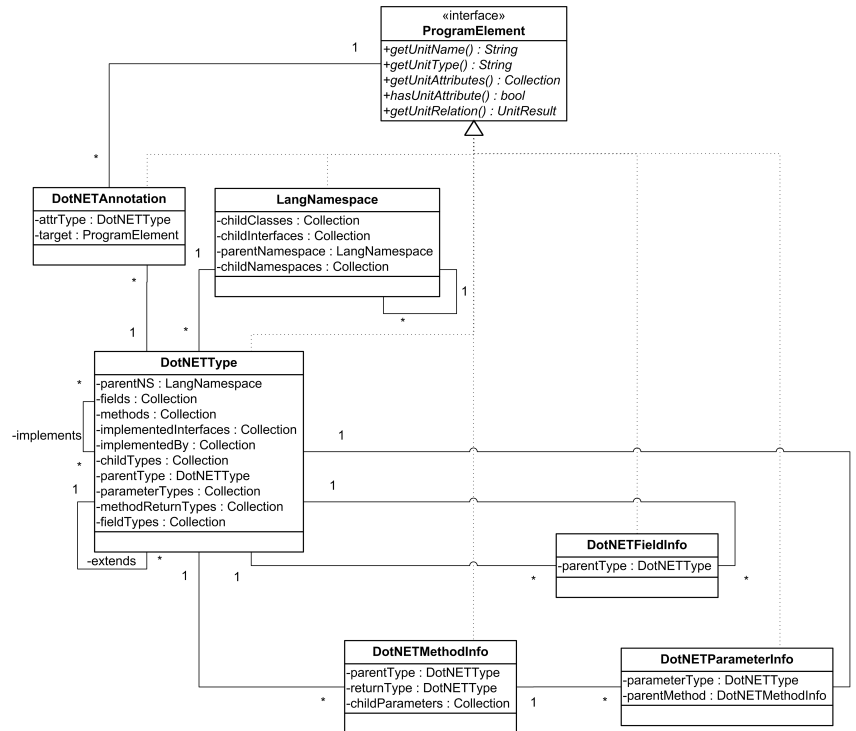 «interface»
ProgramElement
+getUnitName() : String
+getUnitType() : String
+getUnitAttributes() : Collection
+hasUnitAttribute() : bool
+getUnitRelation() : UnitResult
1
*
DotNETAnnotation
-attrType : DotNETType
-target : ProgramElement
LangNamespace
-childClasses : Collection
-childInterfaces : Collection
-parentNamespace : LangNamespace
-childNamespaces : Collection
1
*
1
*
*
1
DotNETType
-parentNS : LangNamespace
-fields : Collection
-methods : Collection
-implementedInterfaces : Collection
-implementedBy : Collection
-childTypes : Collection
-parentType : DotNETType
-parameterTypes : Collection
-methodReturnTypes : Collection
-fieldTypes : Collection
*
-implements
*
1
-extends
*
1
1
1
1
DotNETFieldInfo
-parentType : DotNETType
*
*
DotNETMethodInfo
-parentType : DotNETType
-returnType : DotNETType
-childParameters : Collection
*
1
*
DotNETParameterInfo
-parameterType : DotNETType
-parentMethod : DotNETMethodInfo